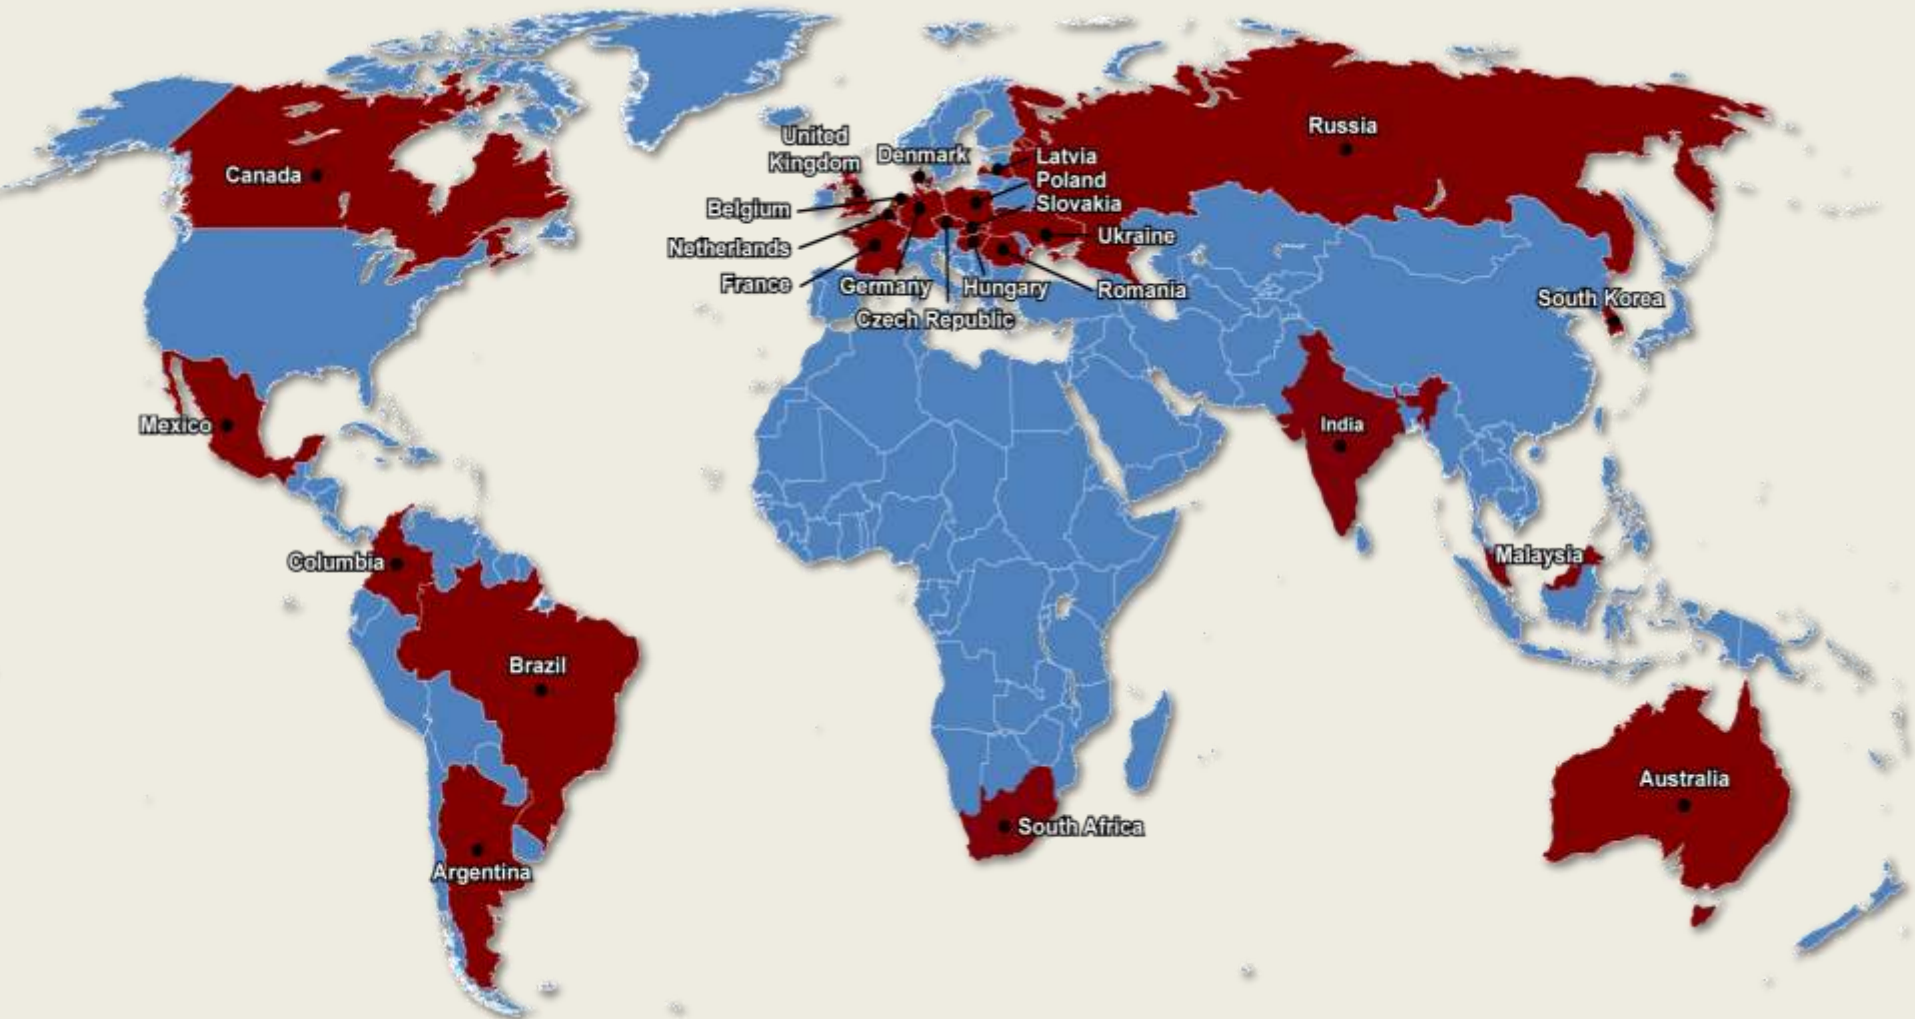 Russia
United
Kingdom
Denmark
Latvia
Poland
Slovakia
Canada
Belgium
Ukraine
Netherlands
France
Germany
Hungary
Romania
South Korea
Czech Republic
Mexico
India
Malaysia
Columbia
Brazil
Australia
South Africa
Argentina